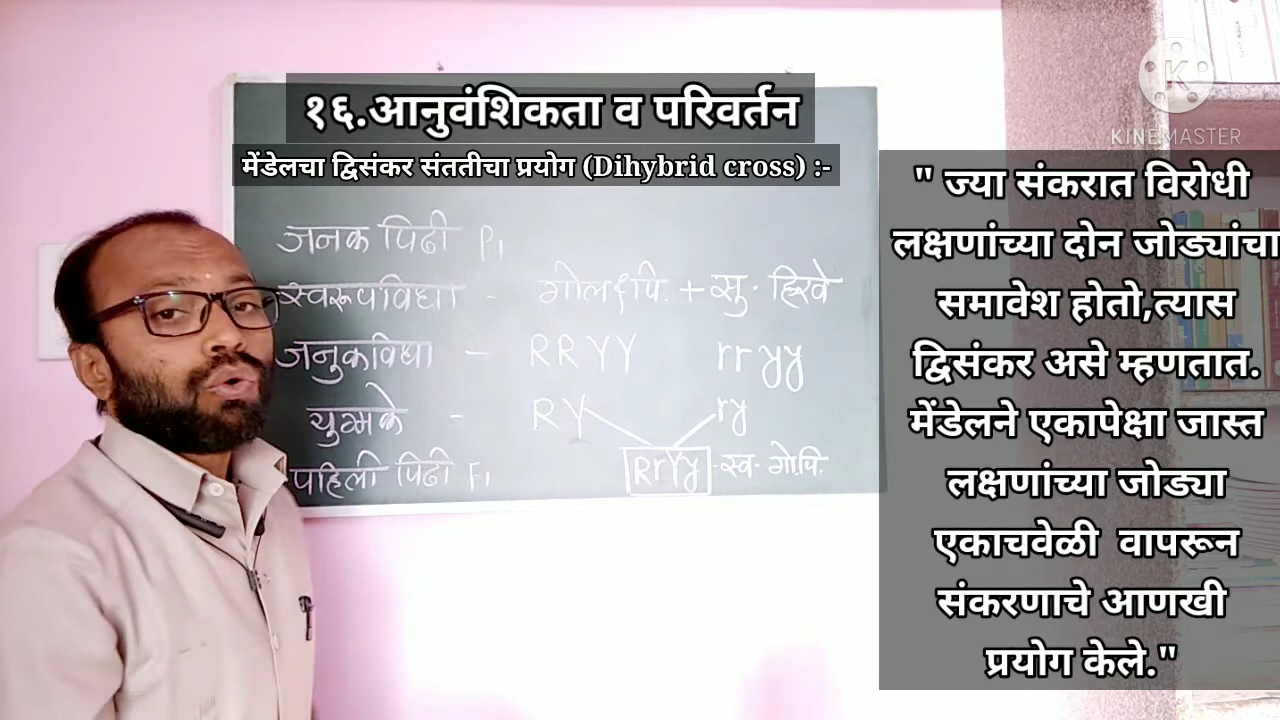 १६.आनुवंशिकता व परिवर्तन
मेंडेलचा द्विसंकर संततीचा प्रयोग (Dihybrid cross) :-
जनक पिढी P1
स्वरूपविधा - गोल व पि. + सु. हिरवे
जनुकविधा - RRYY rryy
युग्मके - RY ry
पहिली पिढी F1 RrYy - स्व - गो.पि.
KINEMASTER
" ज्या संकरात विरोधी
लक्षणांच्या दोन जोड्यांचा
समावेश होतो,त्यास
द्विसंकर असे म्हणतात.
मेंडेलने एकापेक्षा जास्त
लक्षणांच्या जोड्या
एकाचवेळी वापरून
संकरणाचे आणखी
प्रयोग केले."